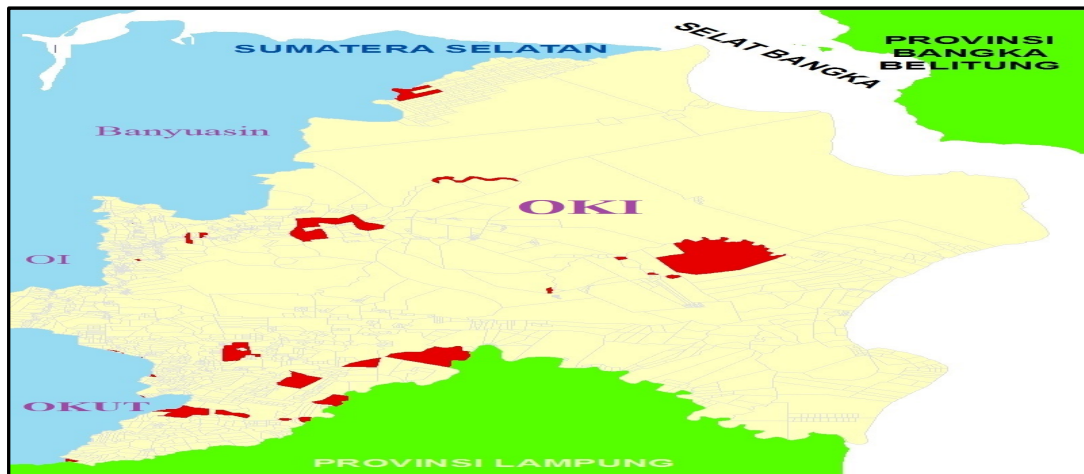 SUMATERA SELATAN
SELAT BANGKA
PROVINSI
BANGKA
BELITUNG
Banyuasin
OKI
OI
OKUT
PROVINSI LAMPUNG